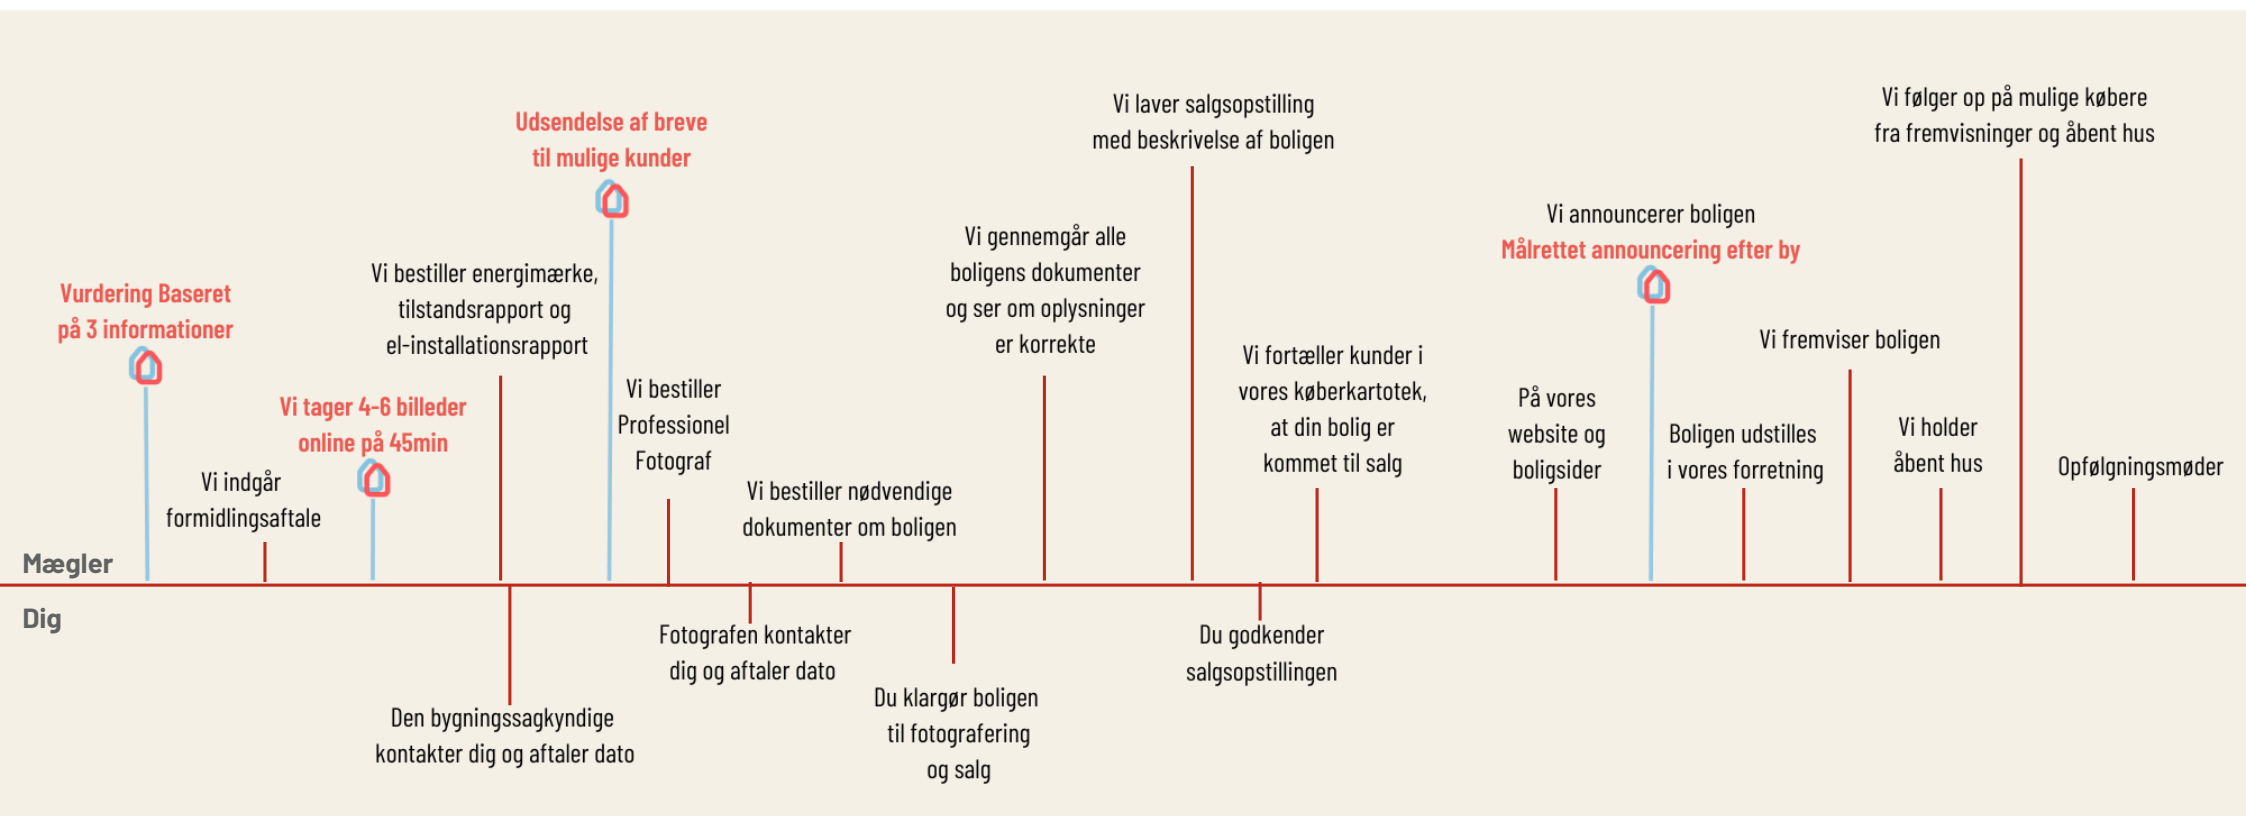 Vurdering Baseret
på 3 informationer
Vi indgår
formidlingsaftale
Vi tager 4-6 billeder
online på 45min
Vi bestiller energimærke,
tilstandsrapport og
el-installationsrapport
Udsendelse af breve
til mulige kunder
Vi bestiller
Professionel
Fotograf
Vi bestiller nødvendige
dokumenter om boligen
Vi gennemgår alle
boligens dokumenter
og ser om oplysninger
er korrekte
Vi laver salgsopstilling
med beskrivelse af boligen
Vi fortæller kunder i
vores køberkartotek,
at din bolig er
kommet til salg
På vores
website og
boligsider
Vi announcerer boligen
Målrettet announcering efter by
Boligen udstilles
i vores forretning
Vi fremviser boligen
Vi holder
åbent hus
Vi følger op på mulige købere
fra fremvisninger og åbent hus
Opfølgningsmøder
Mægler
Dig
Den bygningssagkyndige
kontakter dig og aftaler dato
Fotografen kontakter
dig og aftaler dato
Du klargør boligen
til fotografering
og salg
Du godkender
salgsopstillingen